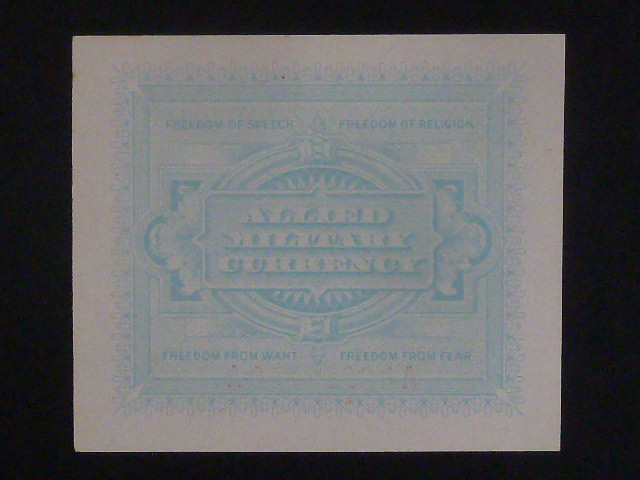 FREEDOM OF SPEECH FREEDOM OF RELIGION
ALLIED
MILITARY
CURRENCY
FREEDOM FROM WANT FREEDOM FROM FEAR